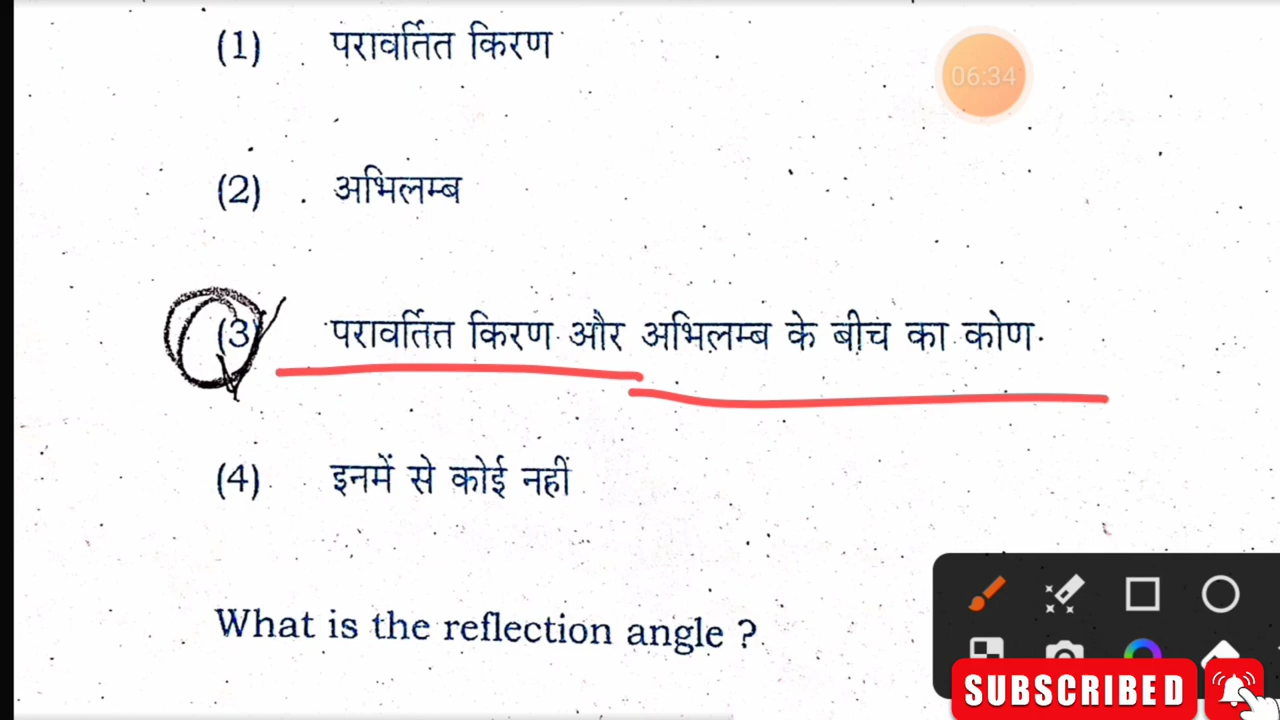 (1) परावर्तित किरण
06:34
(2) अभिलम्ब
(3) परावर्तित किरण और अभिलम्ब के बीच का कोण.
(4) इनमें से कोई नहीं
What is the reflection angle ?
SUBSCRIBED